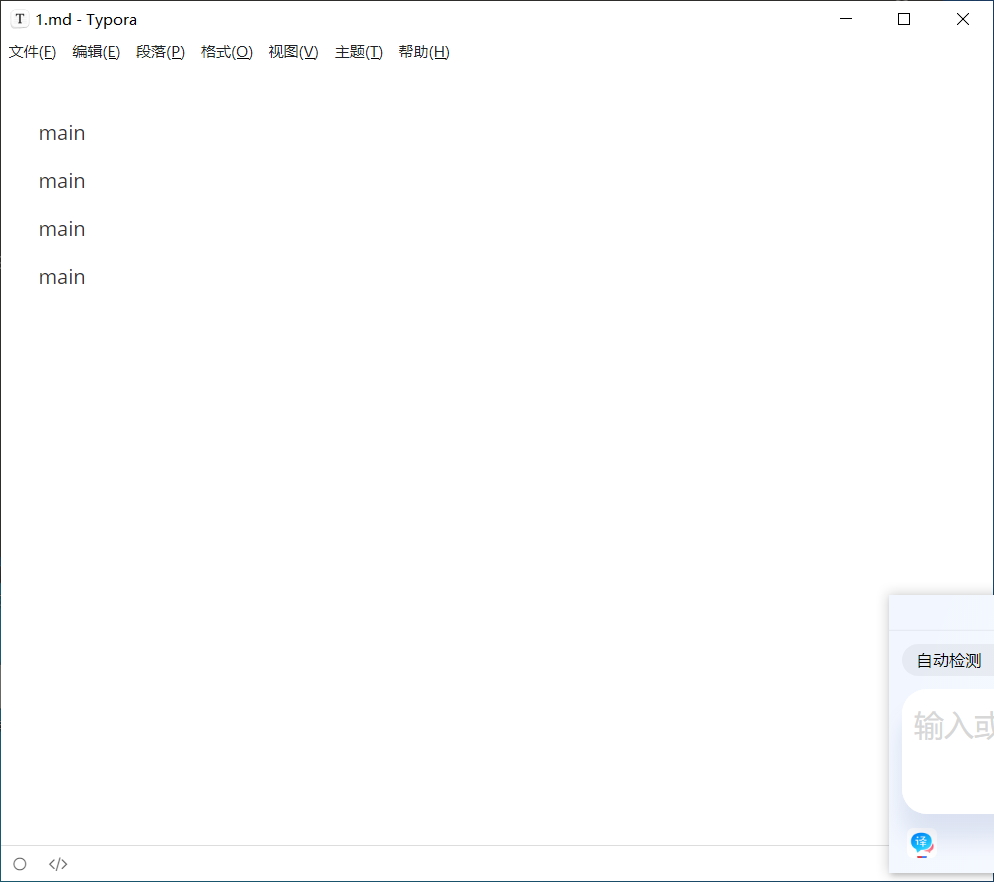 T 1.md - Typora
文件(F) 编辑(E) 段落(P) 格式(O) 视图(V) 主题(T) 帮助(H)
main
main
main
main
自动检测
输入或
译
</>